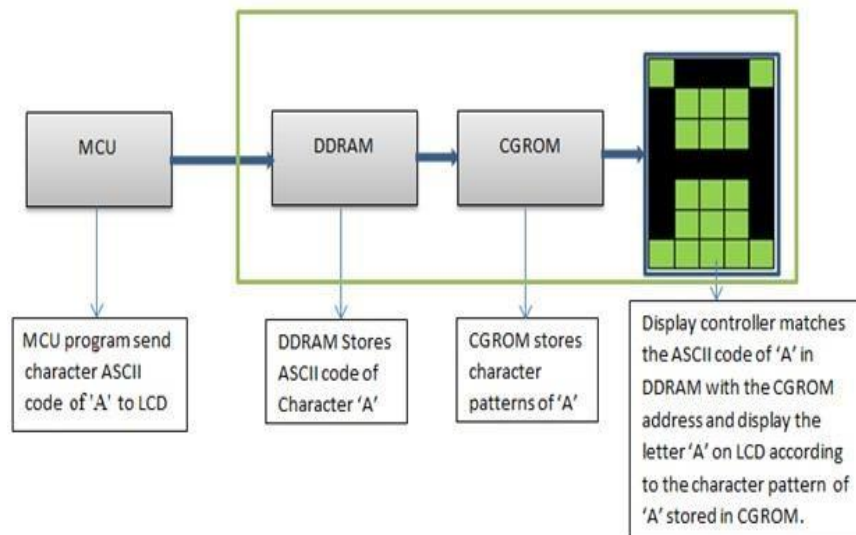 MCU
DDRAM
CGROM
MCU program send
character ASCII
code of 'A' to LCD
DDRAM Stores
ASCII code of
Character ‘A’
CGROM stores
character
patterns of ‘A’
Display controller matches
the ASCII code of ‘A’ in
DDRAM with the CGROM
address and display the
letter ‘A’ on LCD according
to the character pattern of
‘A’ stored in CGROM.